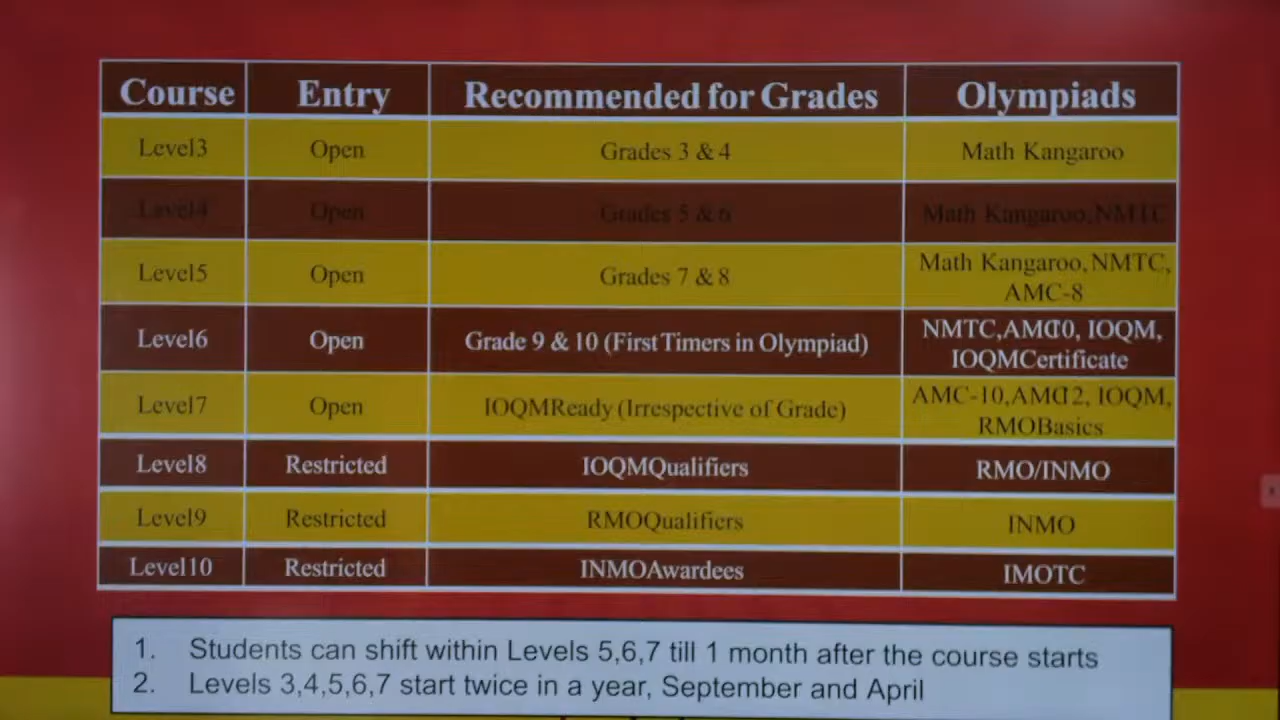 Course Entry Recommended for Grades Olympiads
Level3 Open Grades 3 & 4 Math Kangaroo
Level4 Open Grades 5 & 6 Math Kangaroo,NMTC
Level5 Open Grades 7 & 8 Math Kangaroo,NMTC,
AMC-8
Level6 Open Grade 9 & 10 (First Timers in Olympiad) NMTC, IOQM,
IOQMCertificate
Level7 Open IOQMReady (Irrespective of Grade) AMC-10, IOQM,
RMOBasics
Level8 Restricted IOQMQualifiers RMO/INMO
Level9 Restricted RMOQualifiers INMO
Level10 Restricted INMOAwardees IMOTC
1. Students can shift within Levels 5,6,7 till 1 month after the course starts
2. Levels 3,4,5,6,7 start twice in a year, September and April